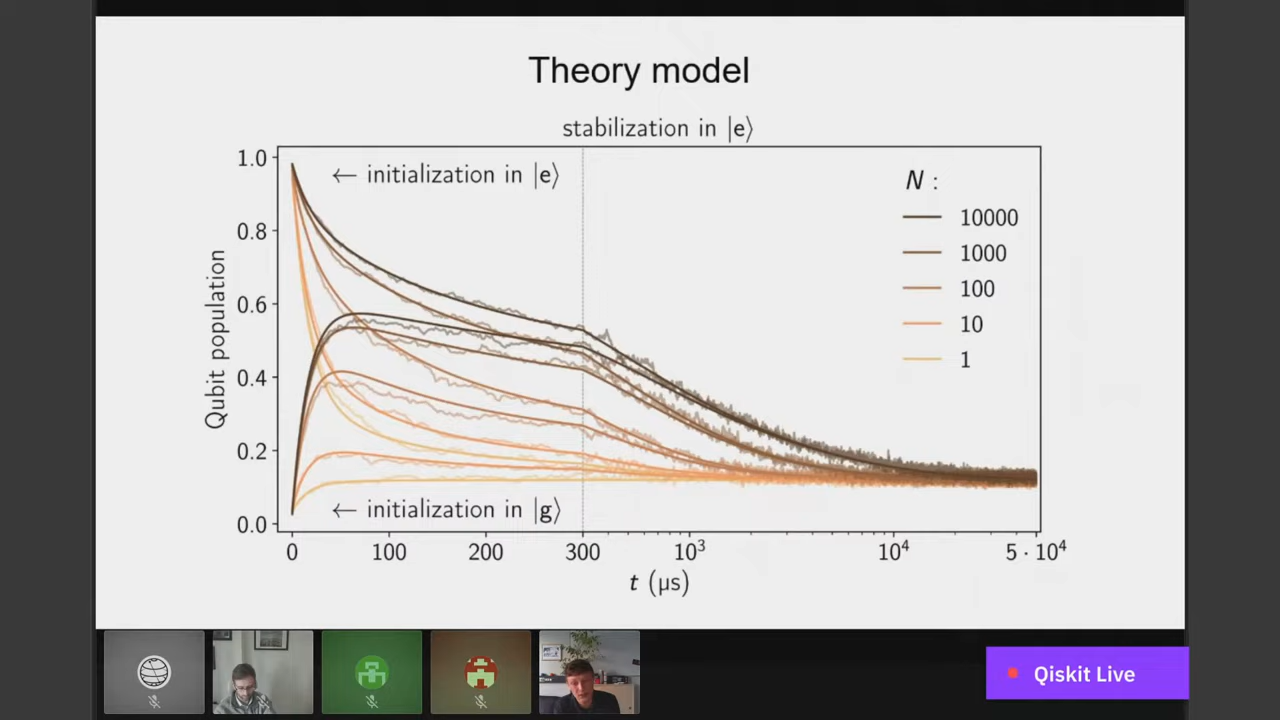 Theory model
stabilization in |e⟩
1.0
0.8
0.6
0.4
0.2
0.0
Qubit population
← initialization in |e⟩
← initialization in |g⟩
N :
10000
1000
100
10
1
0 100 200 300 10³ 10⁴ 5 · 10⁴
t (µs)
Qiskit Live